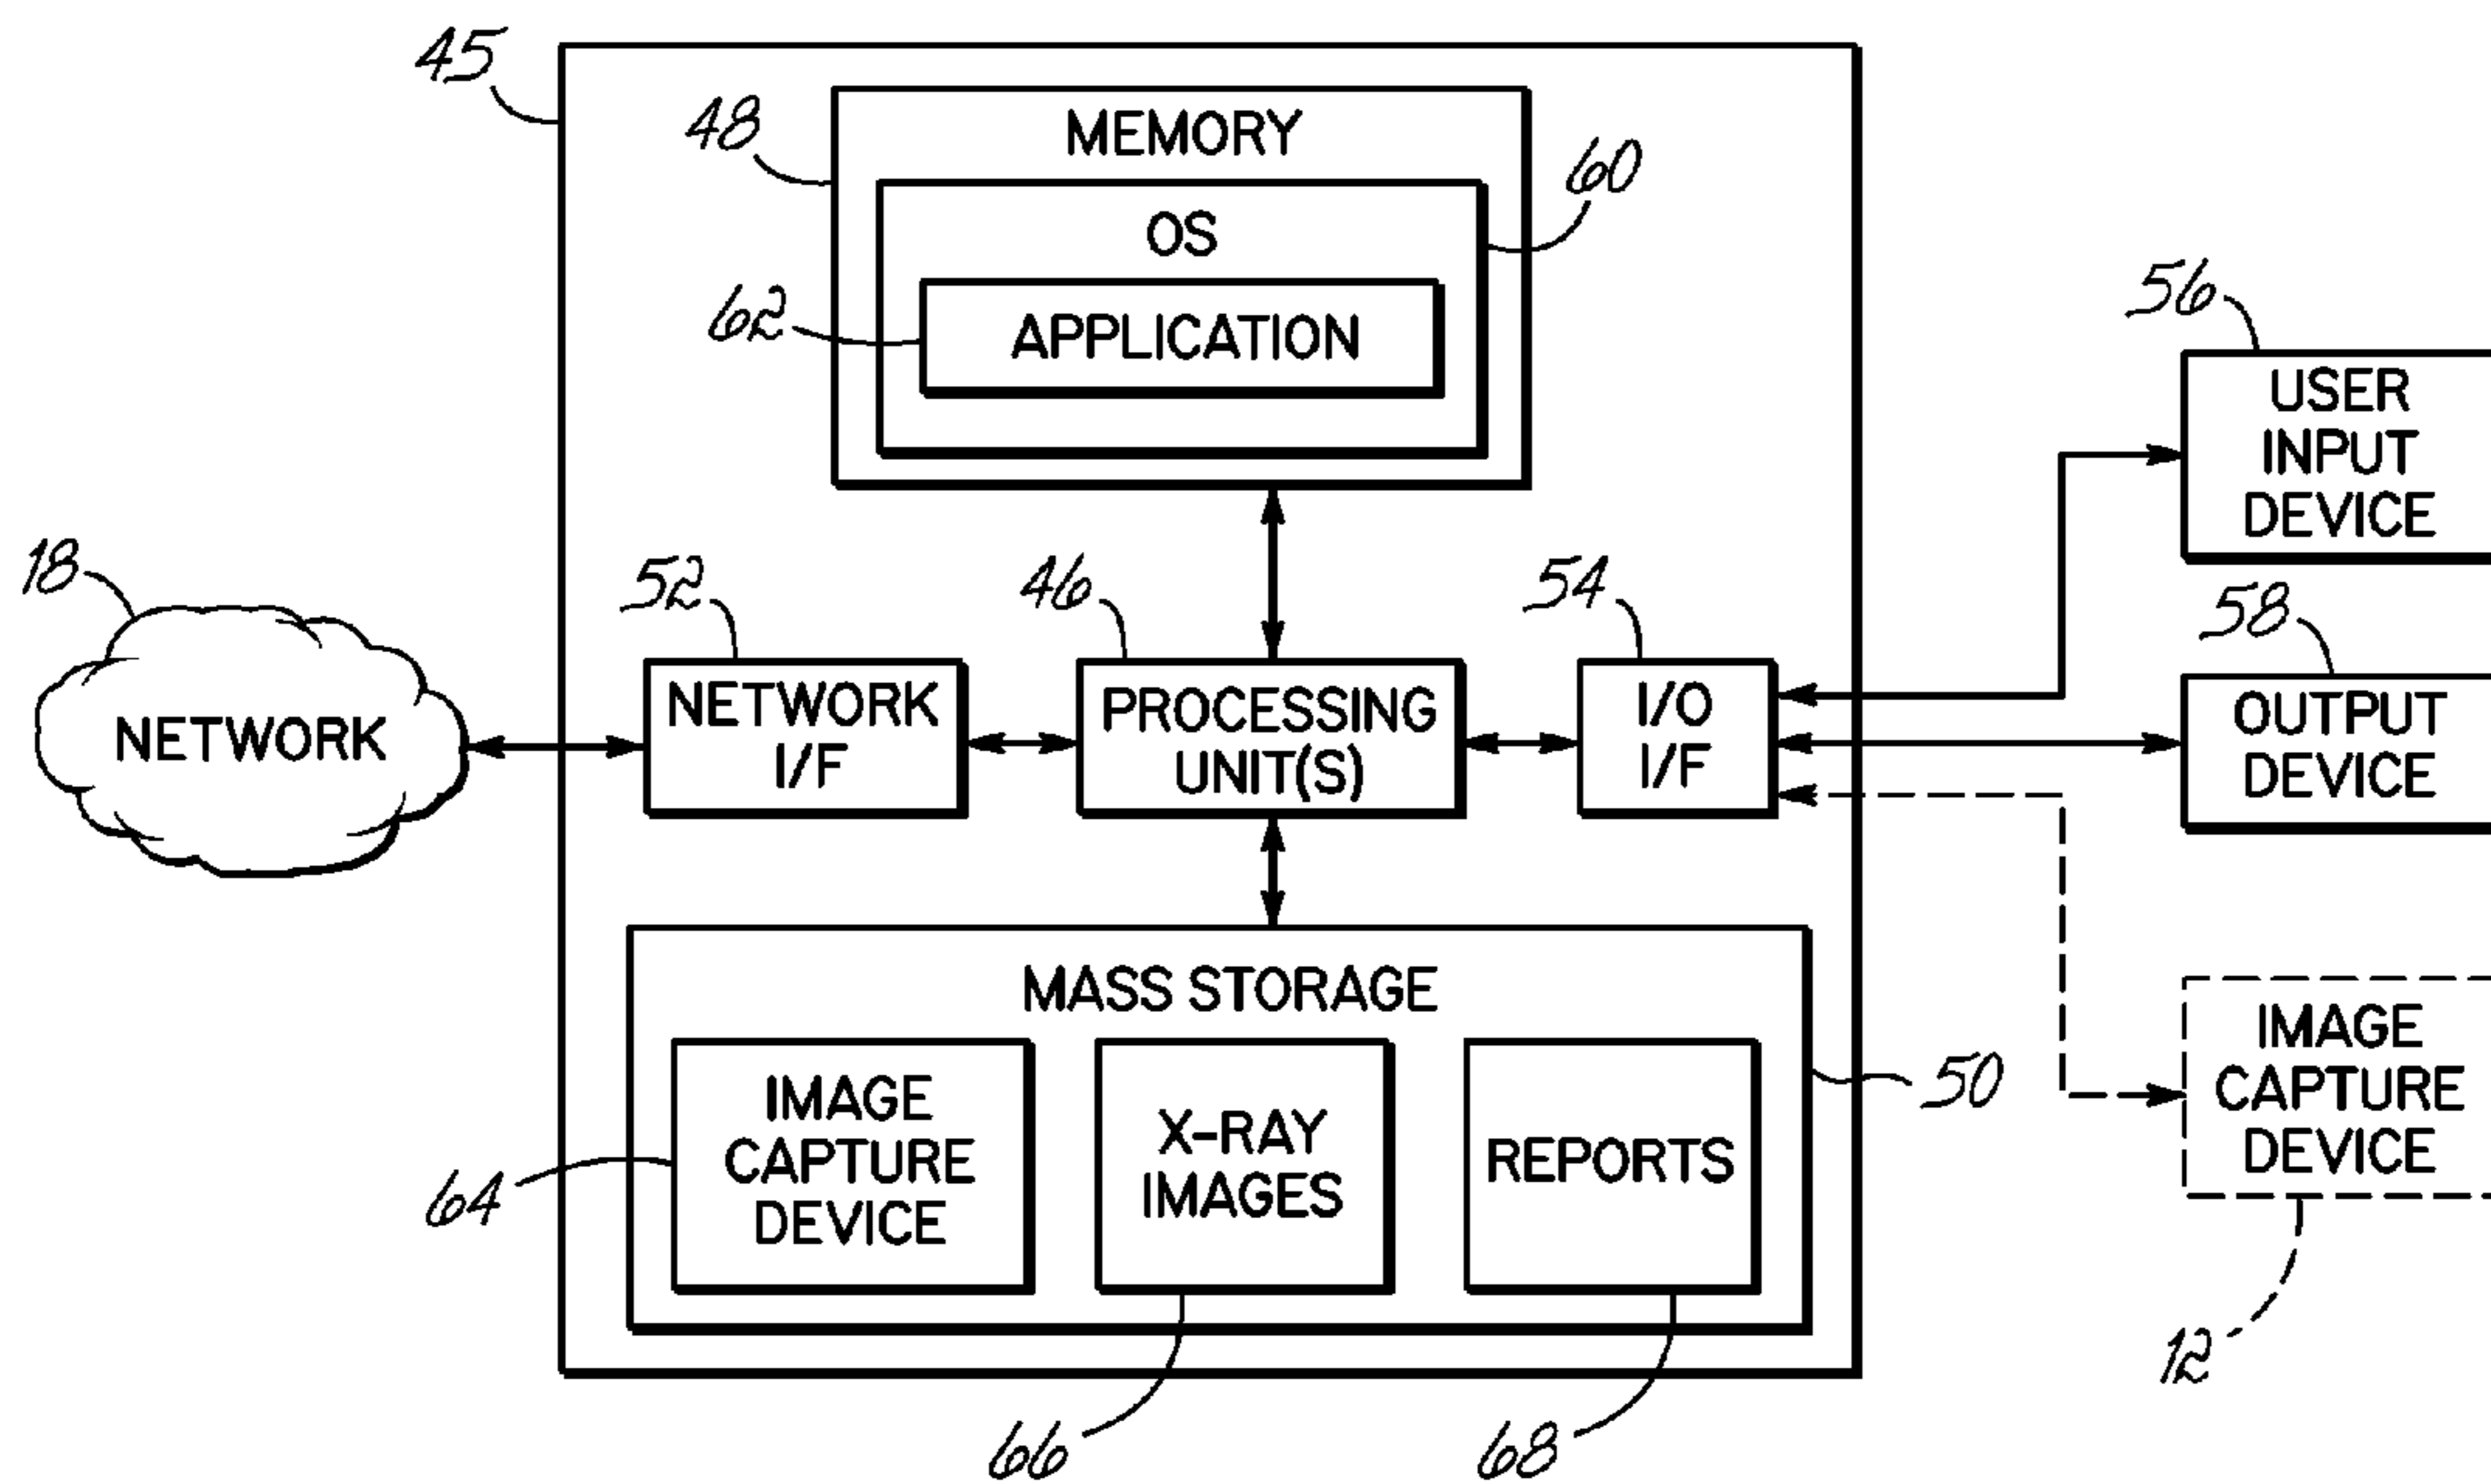 45
48
MEMORY
60
OS
62
APPLICATION
56
USER
INPUT
DEVICE
18
NETWORK
52
NETWORK
I/F
46
PROCESSING
UNIT(S)
54
I/O
I/F
58
OUTPUT
DEVICE
MASS STORAGE
50
64
IMAGE
CAPTURE
DEVICE
X-RAY
IMAGES
REPORTS
IMAGE
CAPTURE
DEVICE
12
66
68